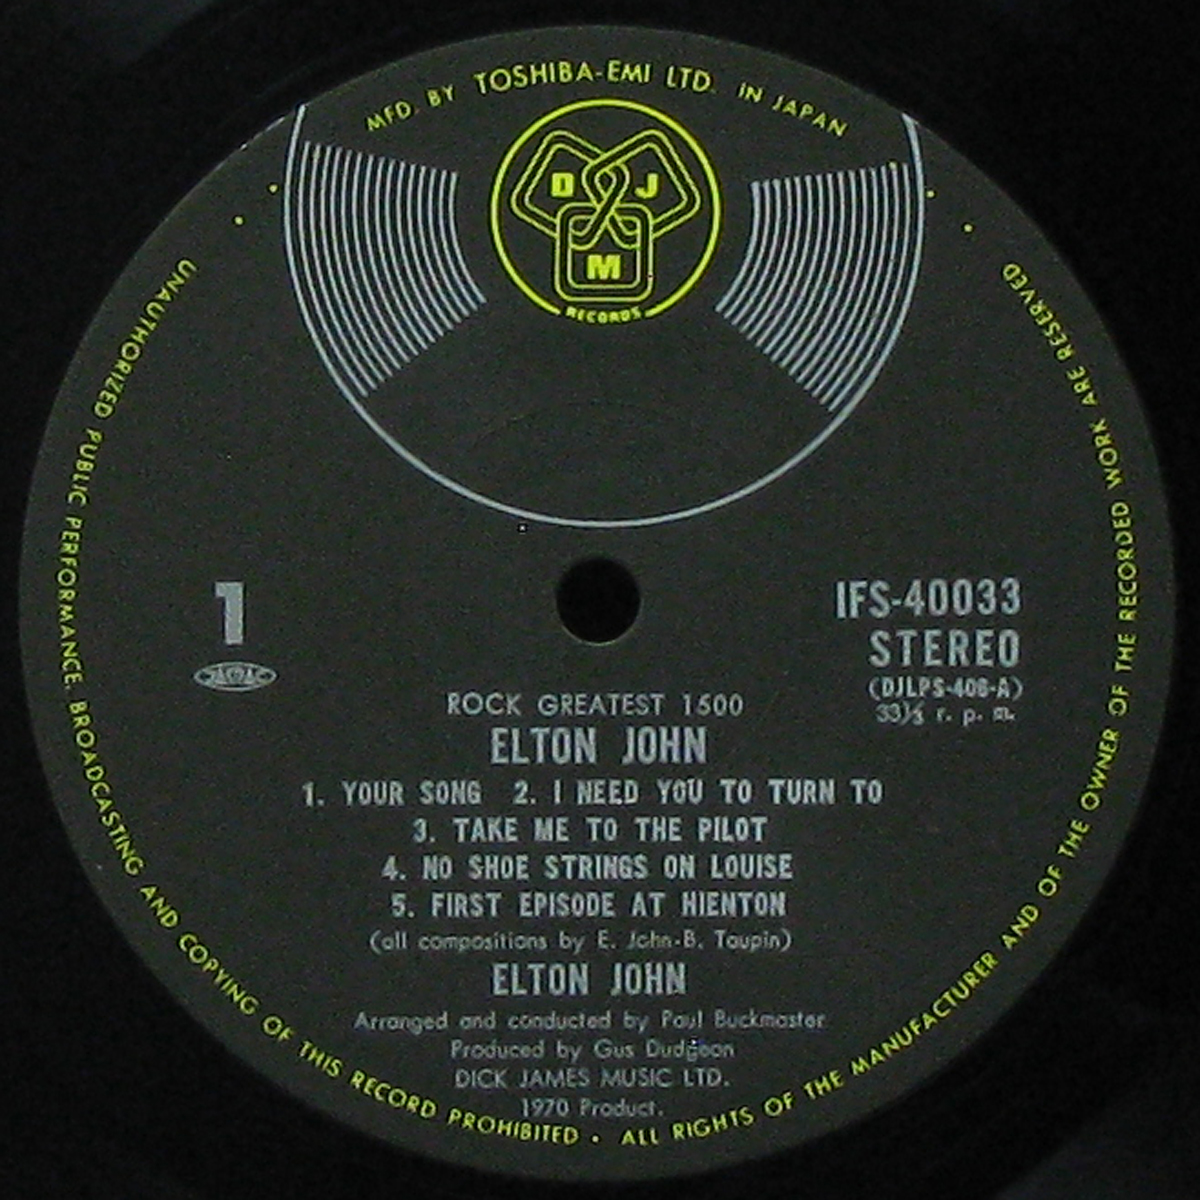 MFD. BY TOSHIBA-EMI LTD. IN JAPAN
D J
M
RECORDS
1
JASRAC
IFS-40033
STEREO
(DJLPS-406-A)
33⅓ r. p. m.
ROCK GREATEST 1500
ELTON JOHN
1. YOUR SONG 2. I NEED YOU TO TURN TO
3. TAKE ME TO THE PILOT
4. NO SHOE STRINGS ON LOUISE
5. FIRST EPISODE AT HIENTON
(all compositions by E. John-B. Taupin)
ELTON JOHN
Arranged and conducted by Paul Buckmaster
Produced by Gus Dudgeon
DICK JAMES MUSIC LTD.
1970 Product.
UNAUTHORIZED PUBLIC PERFORMANCE. BROADCASTING AND COPYING OF THIS RECORD PROHIBITED • ALL RIGHTS OF THE MANUFACTURER AND OF THE OWNER OF THE RECORDED WORK ARE RESERVED